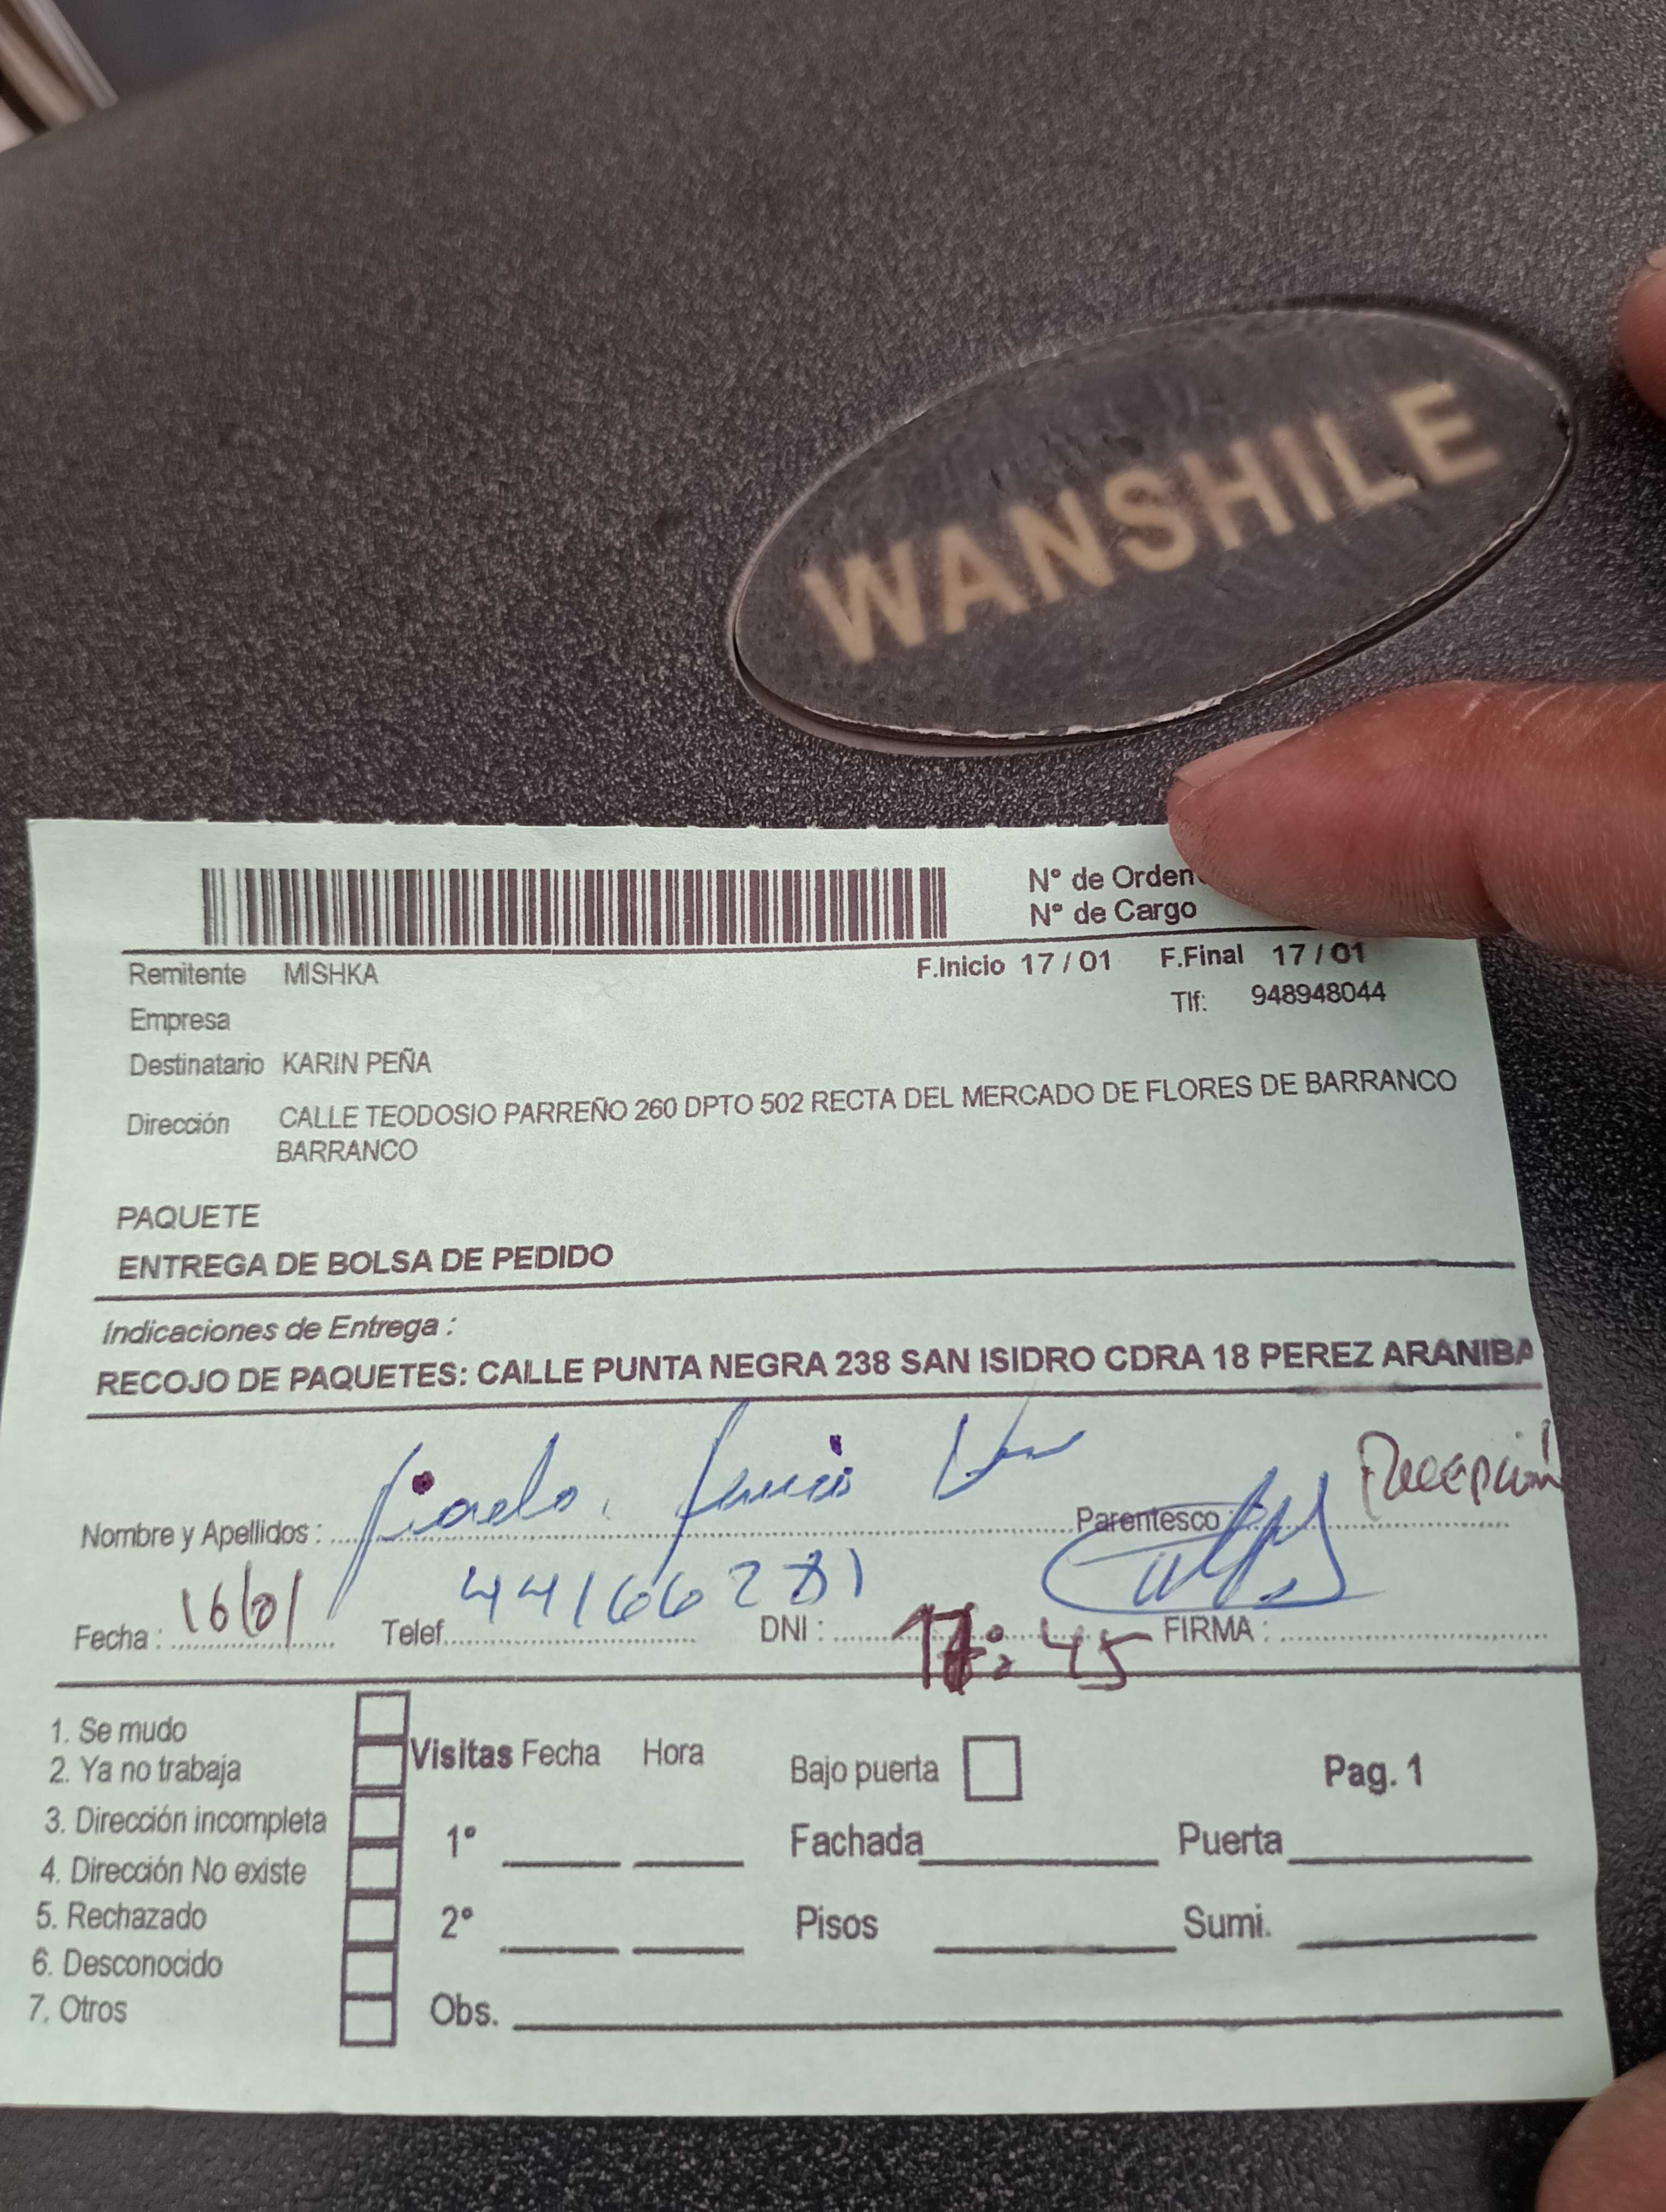 WANSHILE
N° de Orden
N° de Cargo
Remitente MISHKA F.Inicio 17 / 01 F.Final 17 / 01
Empresa Tlf: 948948044
Destinatario KARIN PEÑA
Dirección CALLE TEODOSIO PARREÑO 260 DPTO 502 RECTA DEL MERCADO DE FLORES DE BARRANCO
BARRANCO
PAQUETE
ENTREGA DE BOLSA DE PEDIDO
Indicaciones de Entrega :
RECOJO DE PAQUETES: CALLE PUNTA NEGRA 238 SAN ISIDRO CDRA 18 PEREZ ARANIBA
Nombre y Apellidos : Parentesco : Recepción
Fecha : 16/01 Telef. DNI : 17:45 FIRMA :
1. Se mudo
2. Ya no trabaja
3. Dirección incompleta
4. Dirección No existe
5. Rechazado
6. Desconocido
7. Otros
Visitas Fecha Hora Bajo puerta Pag. 1
1° Fachada Puerta
2° Pisos Sumi.
Obs.